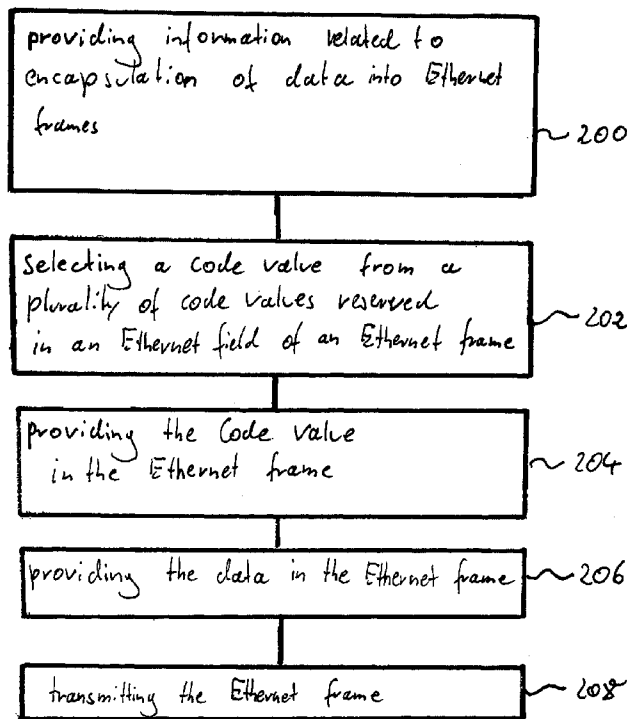 providing information related to
encapsulation of data into Ethernet
frames
200
selecting a code value from a
plurality of code values reserved
in an Ethernet field of an Ethernet frame
202
providing the Code value
in the Ethernet frame
204
providing the data in the Ethernet frame
206
transmitting the Ethernet frame
208